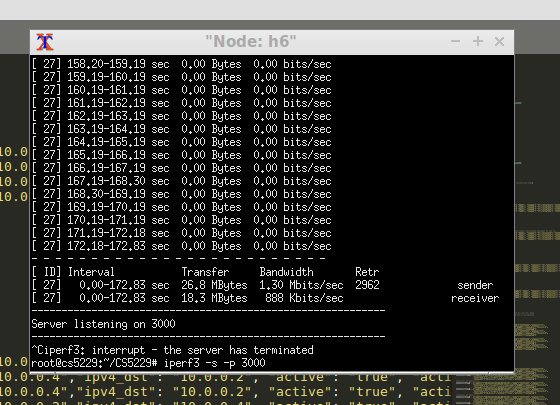 "Node: h6"
[ 27] 158.20-159.19 sec 0.00 Bytes 0.00 bits/sec
[ 27] 159.19-160.19 sec 0.00 Bytes 0.00 bits/sec
[ 27] 160.19-161.19 sec 0.00 Bytes 0.00 bits/sec
[ 27] 161.19-162.19 sec 0.00 Bytes 0.00 bits/sec
[ 27] 162.19-163.19 sec 0.00 Bytes 0.00 bits/sec
[ 27] 163.19-164.19 sec 0.00 Bytes 0.00 bits/sec
[ 27] 164.19-165.19 sec 0.00 Bytes 0.00 bits/sec
[ 27] 165.19-166.19 sec 0.00 Bytes 0.00 bits/sec
[ 27] 166.19-167.19 sec 0.00 Bytes 0.00 bits/sec
[ 27] 167.19-168.30 sec 0.00 Bytes 0.00 bits/sec
[ 27] 168.30-169.19 sec 0.00 Bytes 0.00 bits/sec
[ 27] 169.19-170.19 sec 0.00 Bytes 0.00 bits/sec
[ 27] 170.19-171.19 sec 0.00 Bytes 0.00 bits/sec
[ 27] 171.19-172.18 sec 0.00 Bytes 0.00 bits/sec
[ 27] 172.18-172.83 sec 0.00 Bytes 0.00 bits/sec
- - - - - - - - - - - - - - - - - - - - - - - - -
[ ID] Interval Transfer Bandwidth Retr
[ 27] 0.00-172.83 sec 26.8 MBytes 1.30 Mbits/sec 2962 sender
[ 27] 0.00-172.83 sec 18.3 MBytes 888 Kbits/sec receiver
-----------------------------------------------------------
Server listening on 3000
-----------------------------------------------------------
^Ciperf3: interrupt - the server has terminated
root@cs5229:~/CS5229# iperf3 -s -p 3000
10.0
10.0
10.0
10.0
10.0
0.0.0.4","ipv4_dst": "10.0.0.2", "active": "true", "acti
0.0.0.4","ipv4_dst": "10.0.0.2", "active": "true", "acti